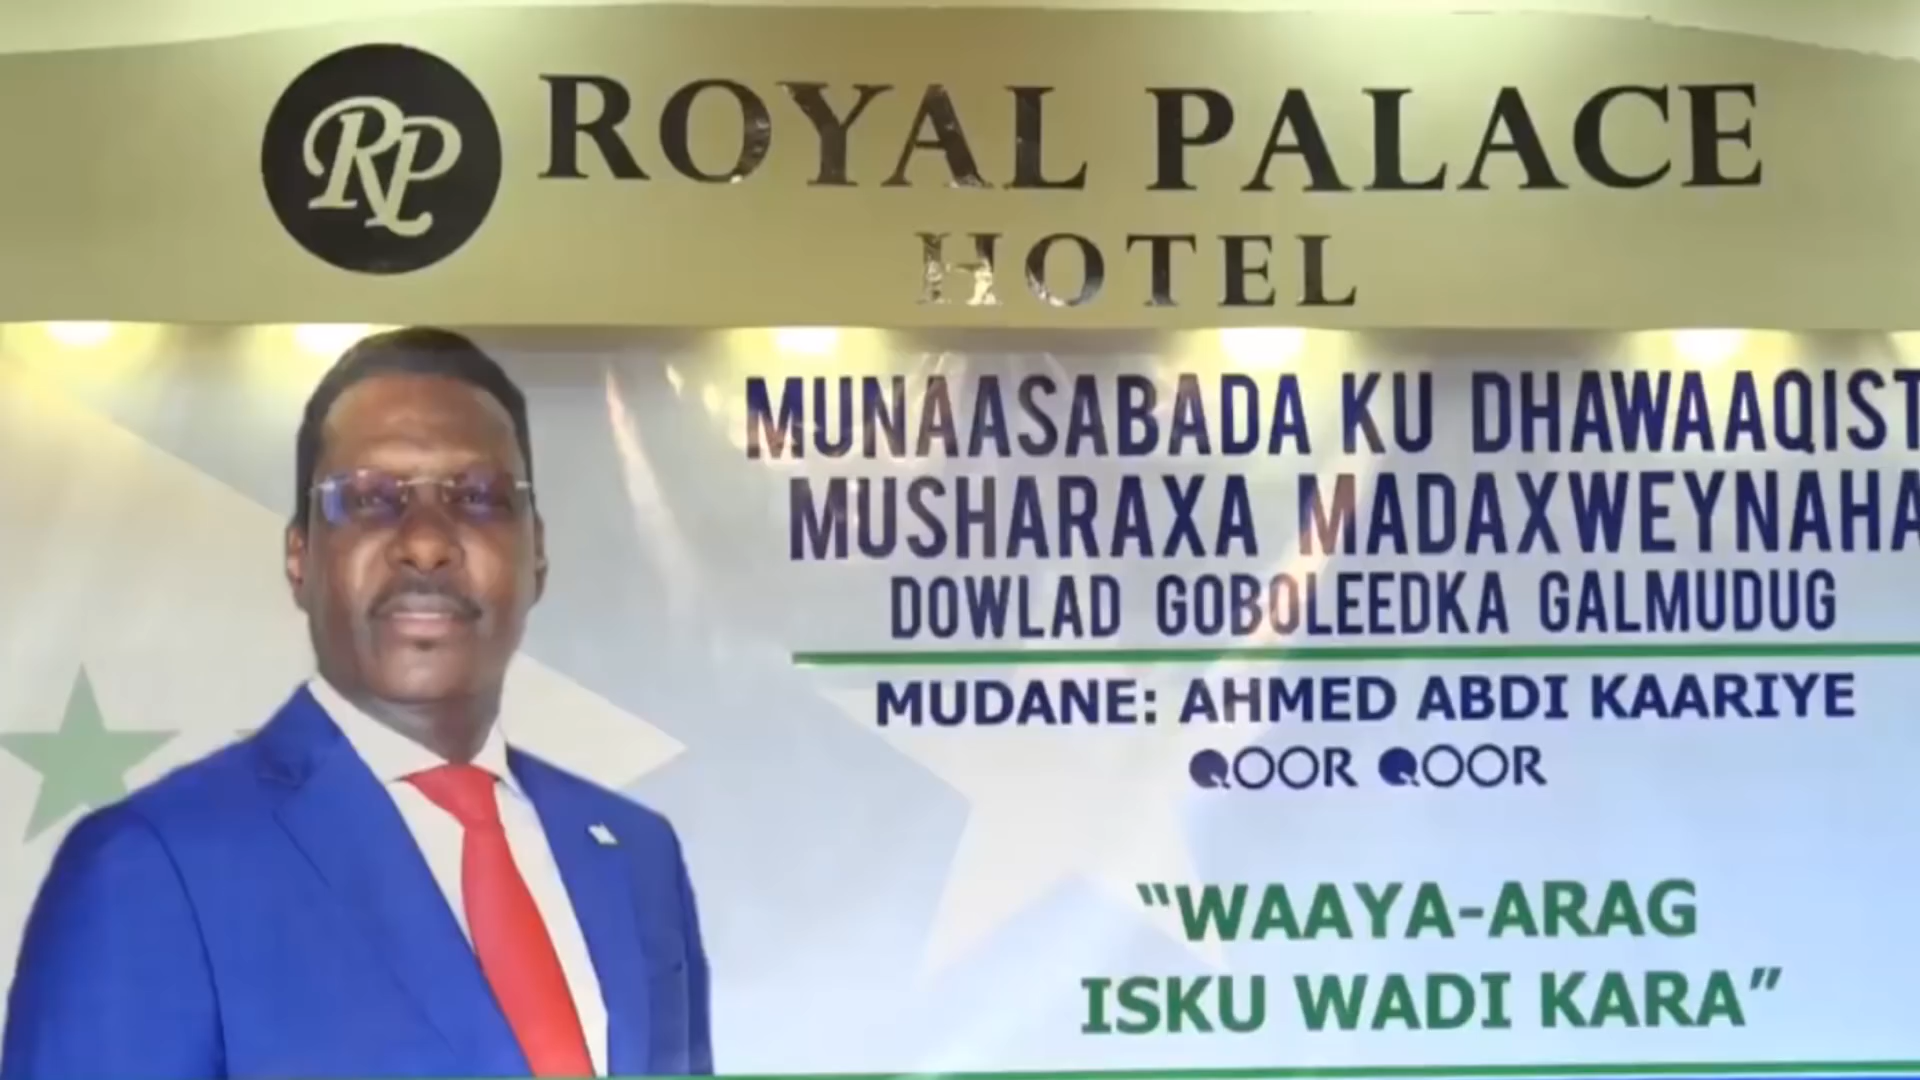 RP
ROYAL PALACE
HOTEL
MUNAASABADA KU DHAWAAQIST
MUSHARAXA MADAXWEYNAHA
DOWLAD GOBOLEEDKA GALMUDUG
MUDANE: AHMED ABDI KAARIYE
QOOR QOOR
"WAAYA-ARAG
ISKU WADI KARA"